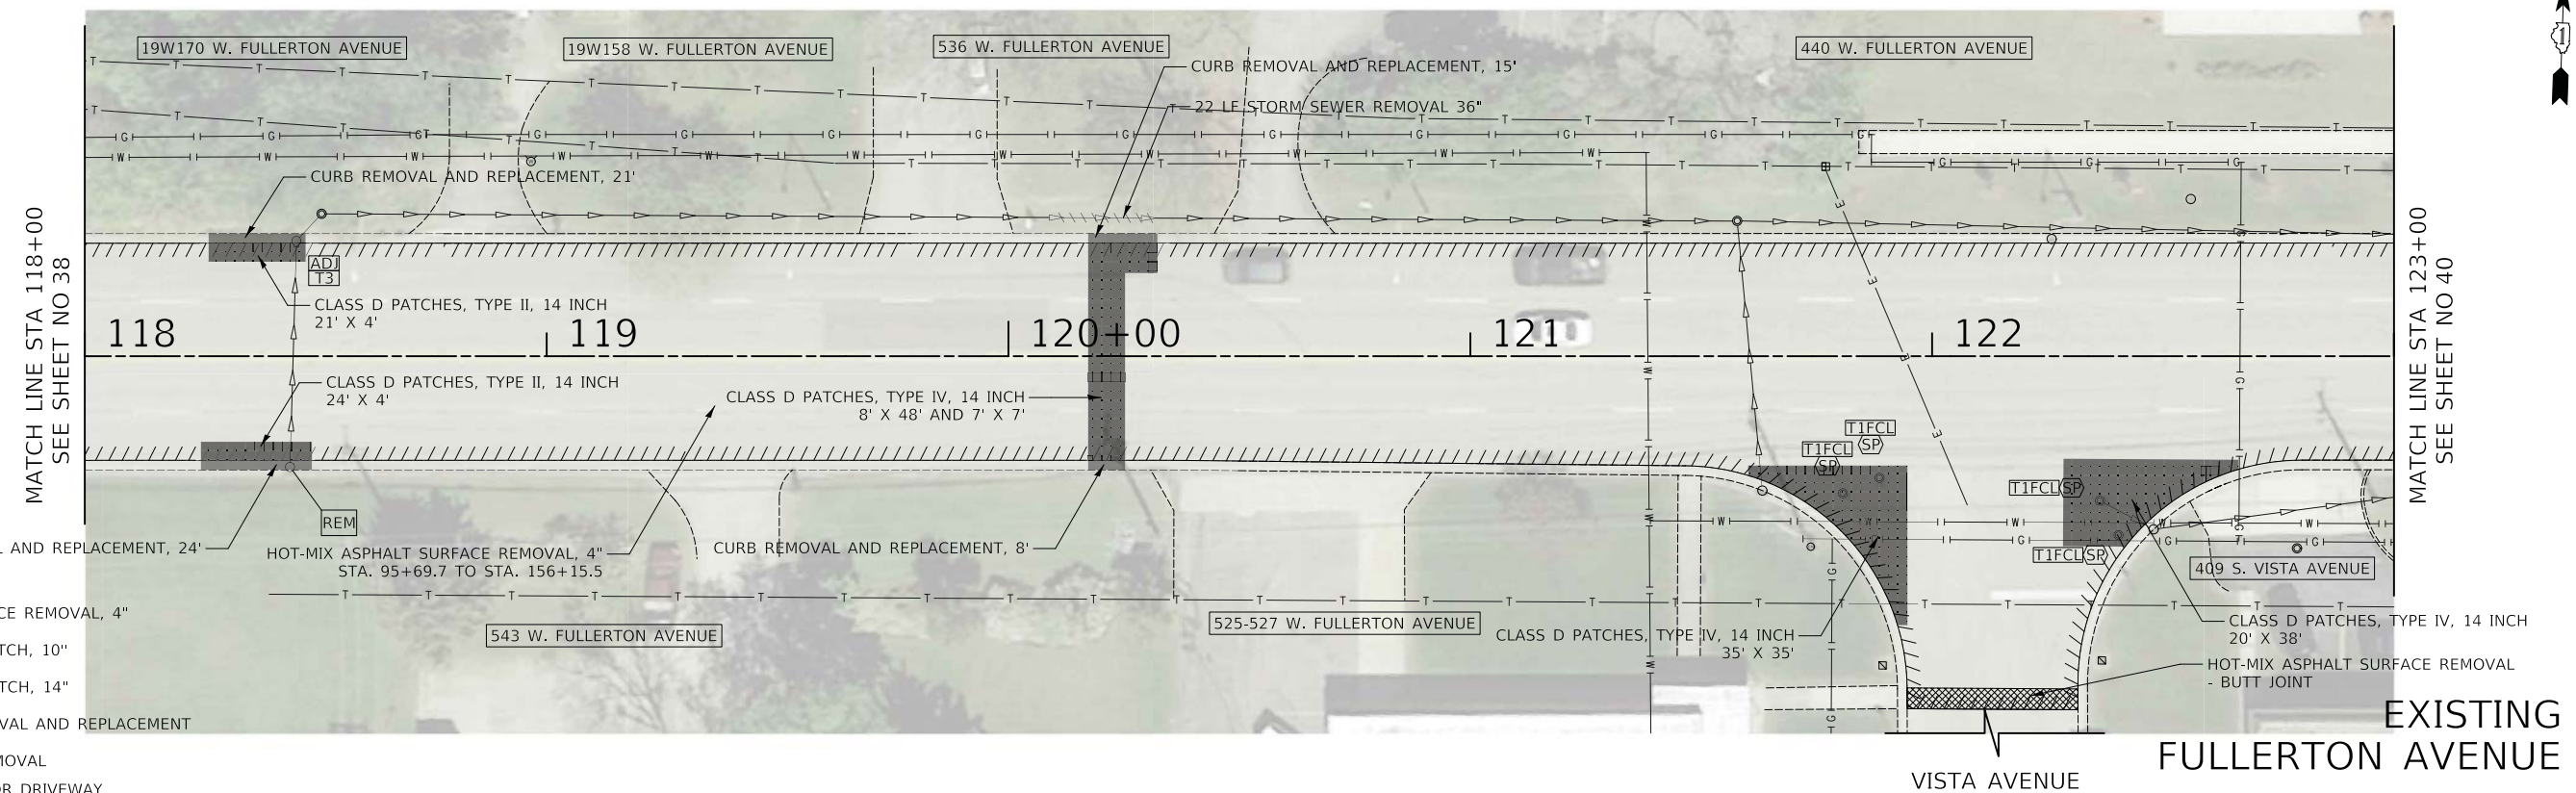 19W170 W. FULLERTON AVENUE
19W158 W. FULLERTON AVENUE
536 W. FULLERTON AVENUE
440 W. FULLERTON AVENUE
CURB REMOVAL AND REPLACEMENT, 15'
22 LF STORM SEWER REMOVAL 36"
CURB REMOVAL AND REPLACEMENT, 21'
MATCH LINE STA 118+00
SEE SHEET NO 38
ADJ
T3
CLASS D PATCHES, TYPE II, 14 INCH
21' X 4'
118
119
120+00
121
122
MATCH LINE STA 123+00
SEE SHEET NO 40
CLASS D PATCHES, TYPE II, 14 INCH
24' X 4'
CLASS D PATCHES, TYPE IV, 14 INCH
8' X 48' AND 7' X 7'
T1FCL
SP
T1FCL
SP
T1FCL SP
T1FCL SP
REM
AND REPLACEMENT, 24'
HOT-MIX ASPHALT SURFACE REMOVAL, 4"
STA. 95+69.7 TO STA. 156+15.5
CURB REMOVAL AND REPLACEMENT, 8'
409 S. VISTA AVENUE
CE REMOVAL, 4"
543 W. FULLERTON AVENUE
525-527 W. FULLERTON AVENUE
CLASS D PATCHES, TYPE IV, 14 INCH
35' X 35'
CLASS D PATCHES, TYPE IV, 14 INCH
20' X 38'
TCH, 10"
HOT-MIX ASPHALT SURFACE REMOVAL
- BUTT JOINT
TCH, 14"
VAL AND REPLACEMENT
EXISTING
FULLERTON AVENUE
MOVAL
OR DRIVEWAY
VISTA AVENUE